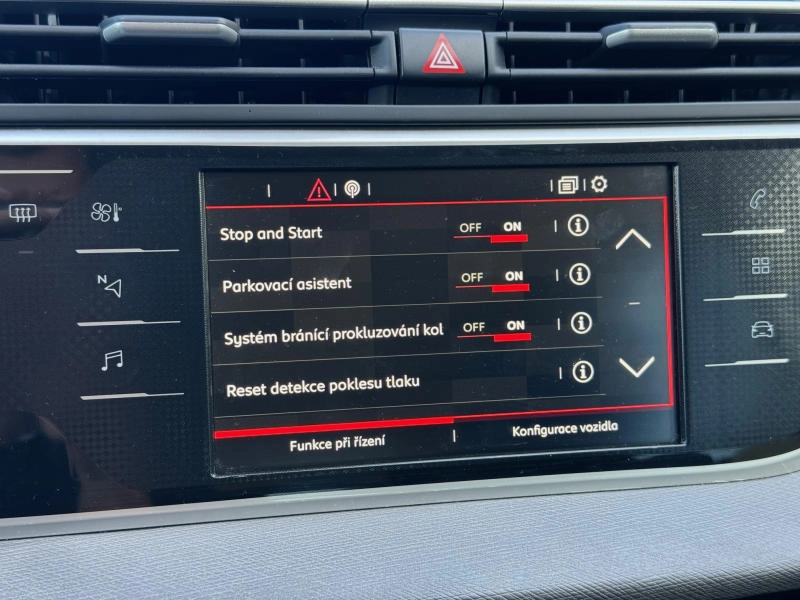 Stop and Start OFF ON
Parkovací asistent OFF ON
Systém bránící prokluzování kol OFF ON
Reset detekce poklesu tlaku
Funkce při řízení
Konfigurace vozidla
N